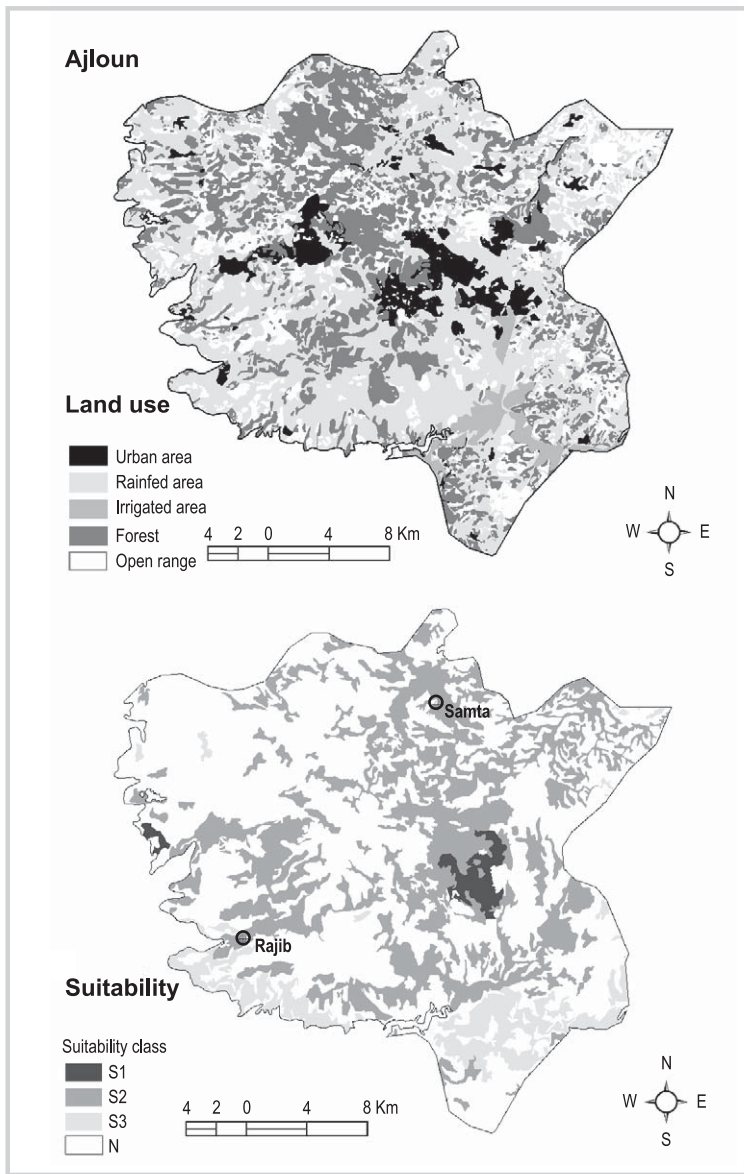 Ajloun
Land use
Urban area
Rainfed area
Irrigated area
Forest
Open range
4 2 0 4 8 Km
N
W E
S
Samta
Rajib
Suitability
Suitability class
S1
S2
S3
N
4 2 0 4 8 Km
N
W E
S